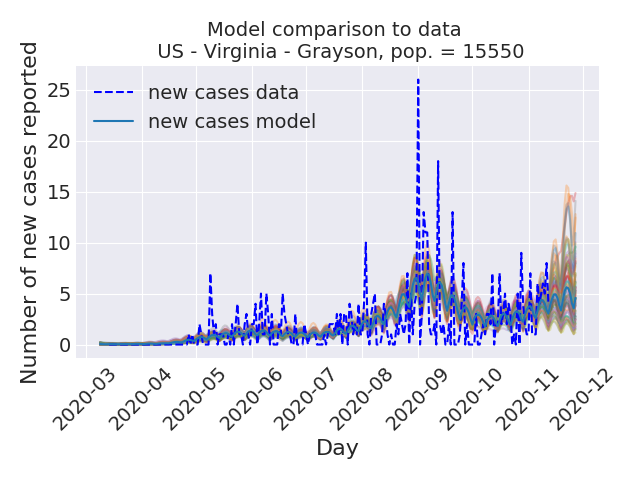 Model comparison to data
US - Virginia - Grayson, pop. = 15550
Number of new cases reported
25
20
15
10
5
0
new cases data
new cases model
2020-03
2020-04
2020-05
2020-06
2020-07
2020-08
2020-09
2020-10
2020-11
2020-12
Day